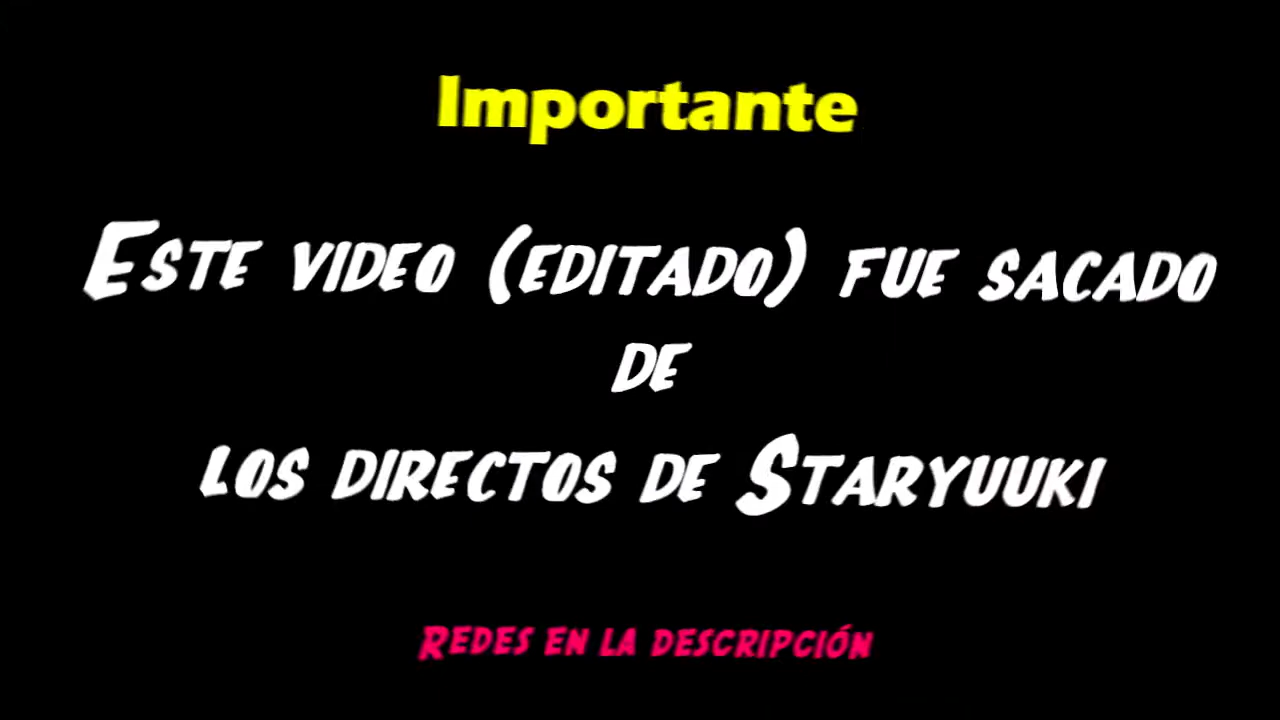 Importante
Este video (editado) fue sacado
de
los directos de Staryuuki
Redes en la descripción